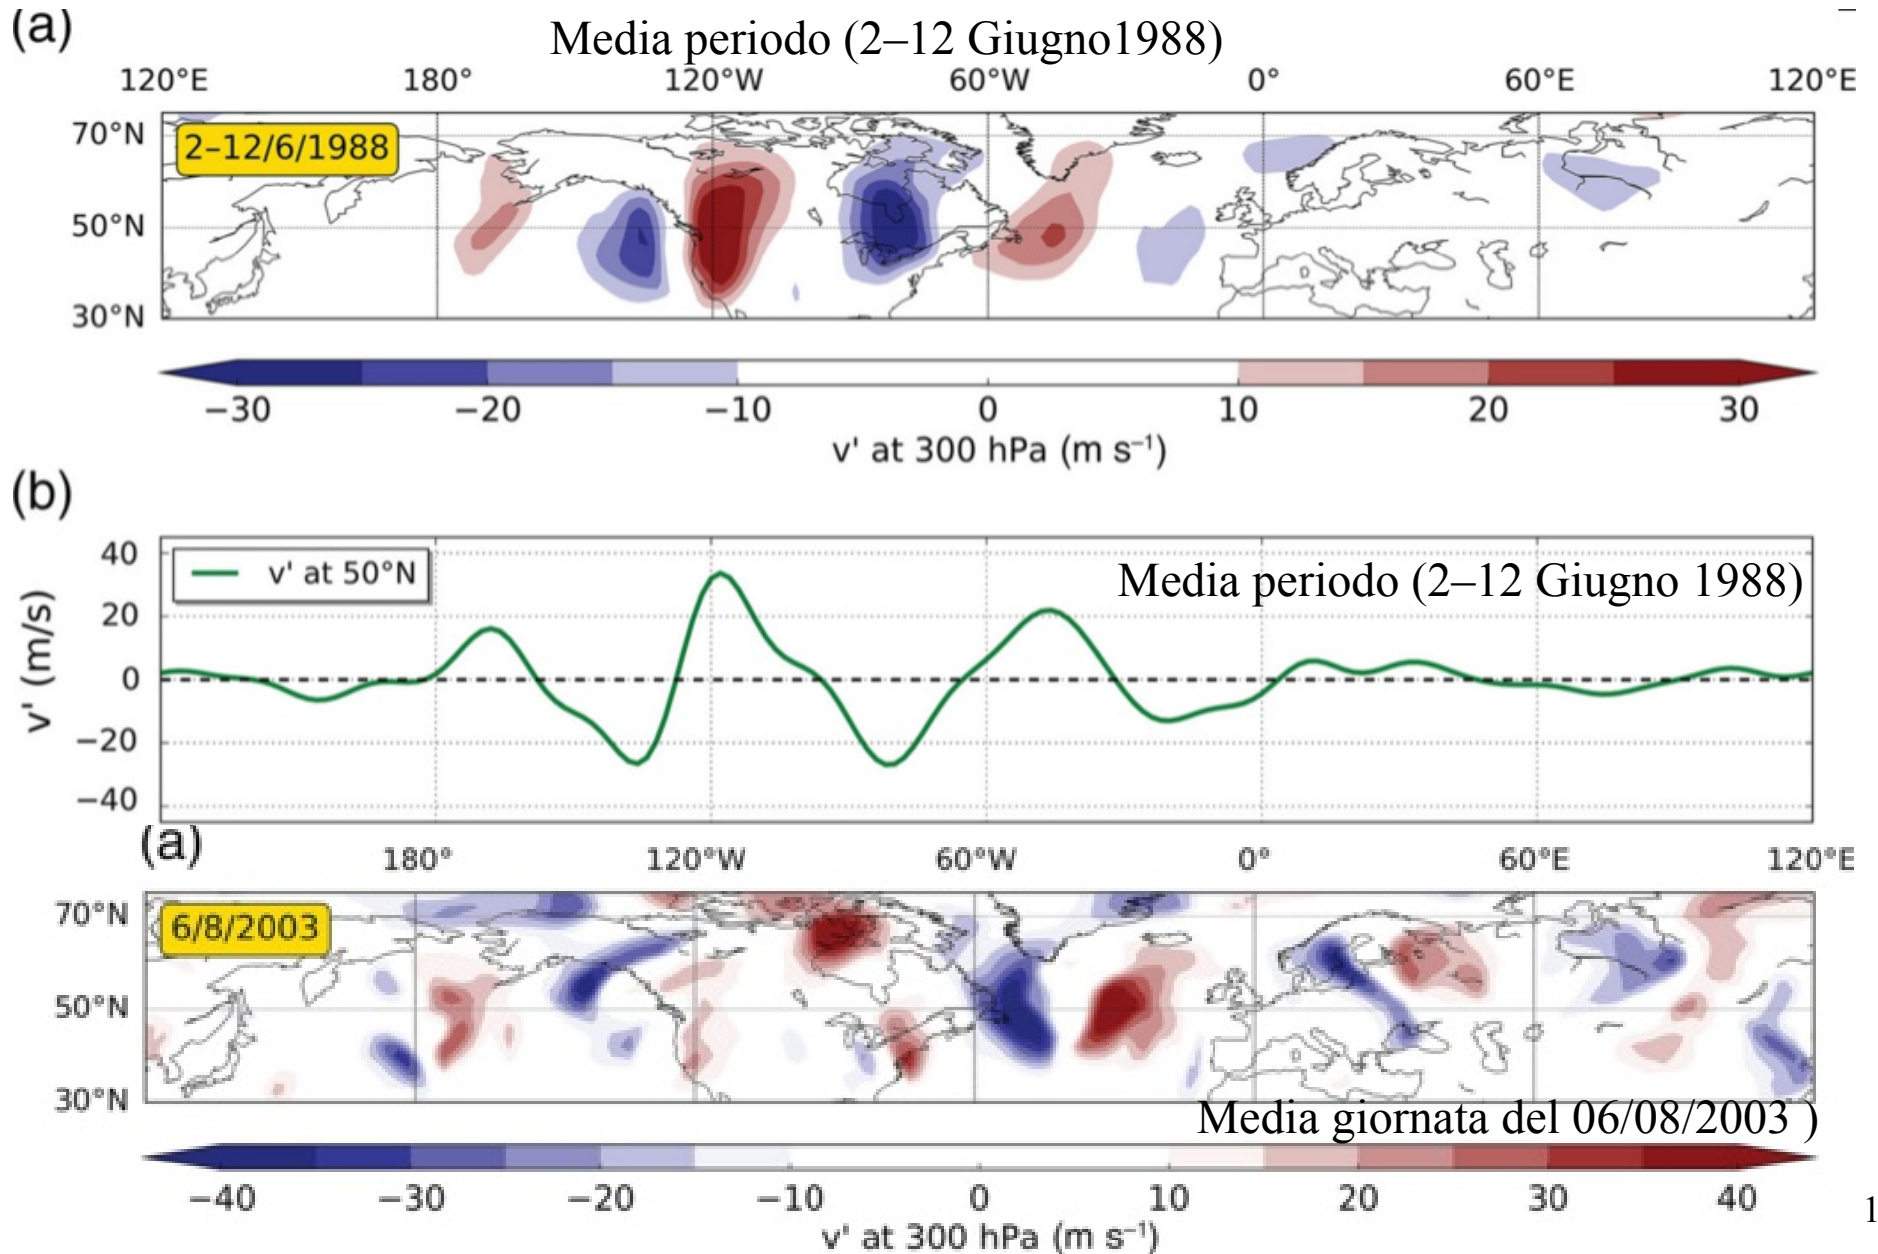 (a)
Media periodo (2–12 Giugno1988)
120°E 180° 120°W 60°W 0° 60°E 120°E
70°N
2–12/6/1988
50°N
30°N
−30 −20 −10 0 10 20 30
v' at 300 hPa (m s⁻¹)
(b)
40
v' at 50°N
Media periodo (2–12 Giugno 1988)
20
0
−20
−40
v' (m/s)
(a)
180° 120°W 60°W 0° 60°E 120°E
70°N
6/8/2003
50°N
30°N
Media giornata del 06/08/2003 )
−40 −30 −20 −10 0 10 20 30 40
v' at 300 hPa (m s⁻¹)
1